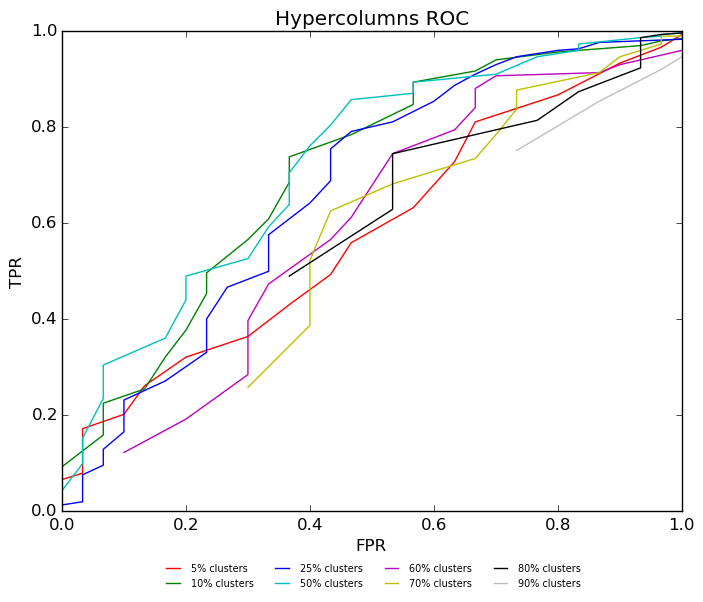 Hypercolumns ROC
1.0
0.8
0.6
TPR
0.4
0.2
0.0
0.0 0.2 0.4 0.6 0.8 1.0
FPR
5% clusters 25% clusters 60% clusters 80% clusters
10% clusters 50% clusters 70% clusters 90% clusters